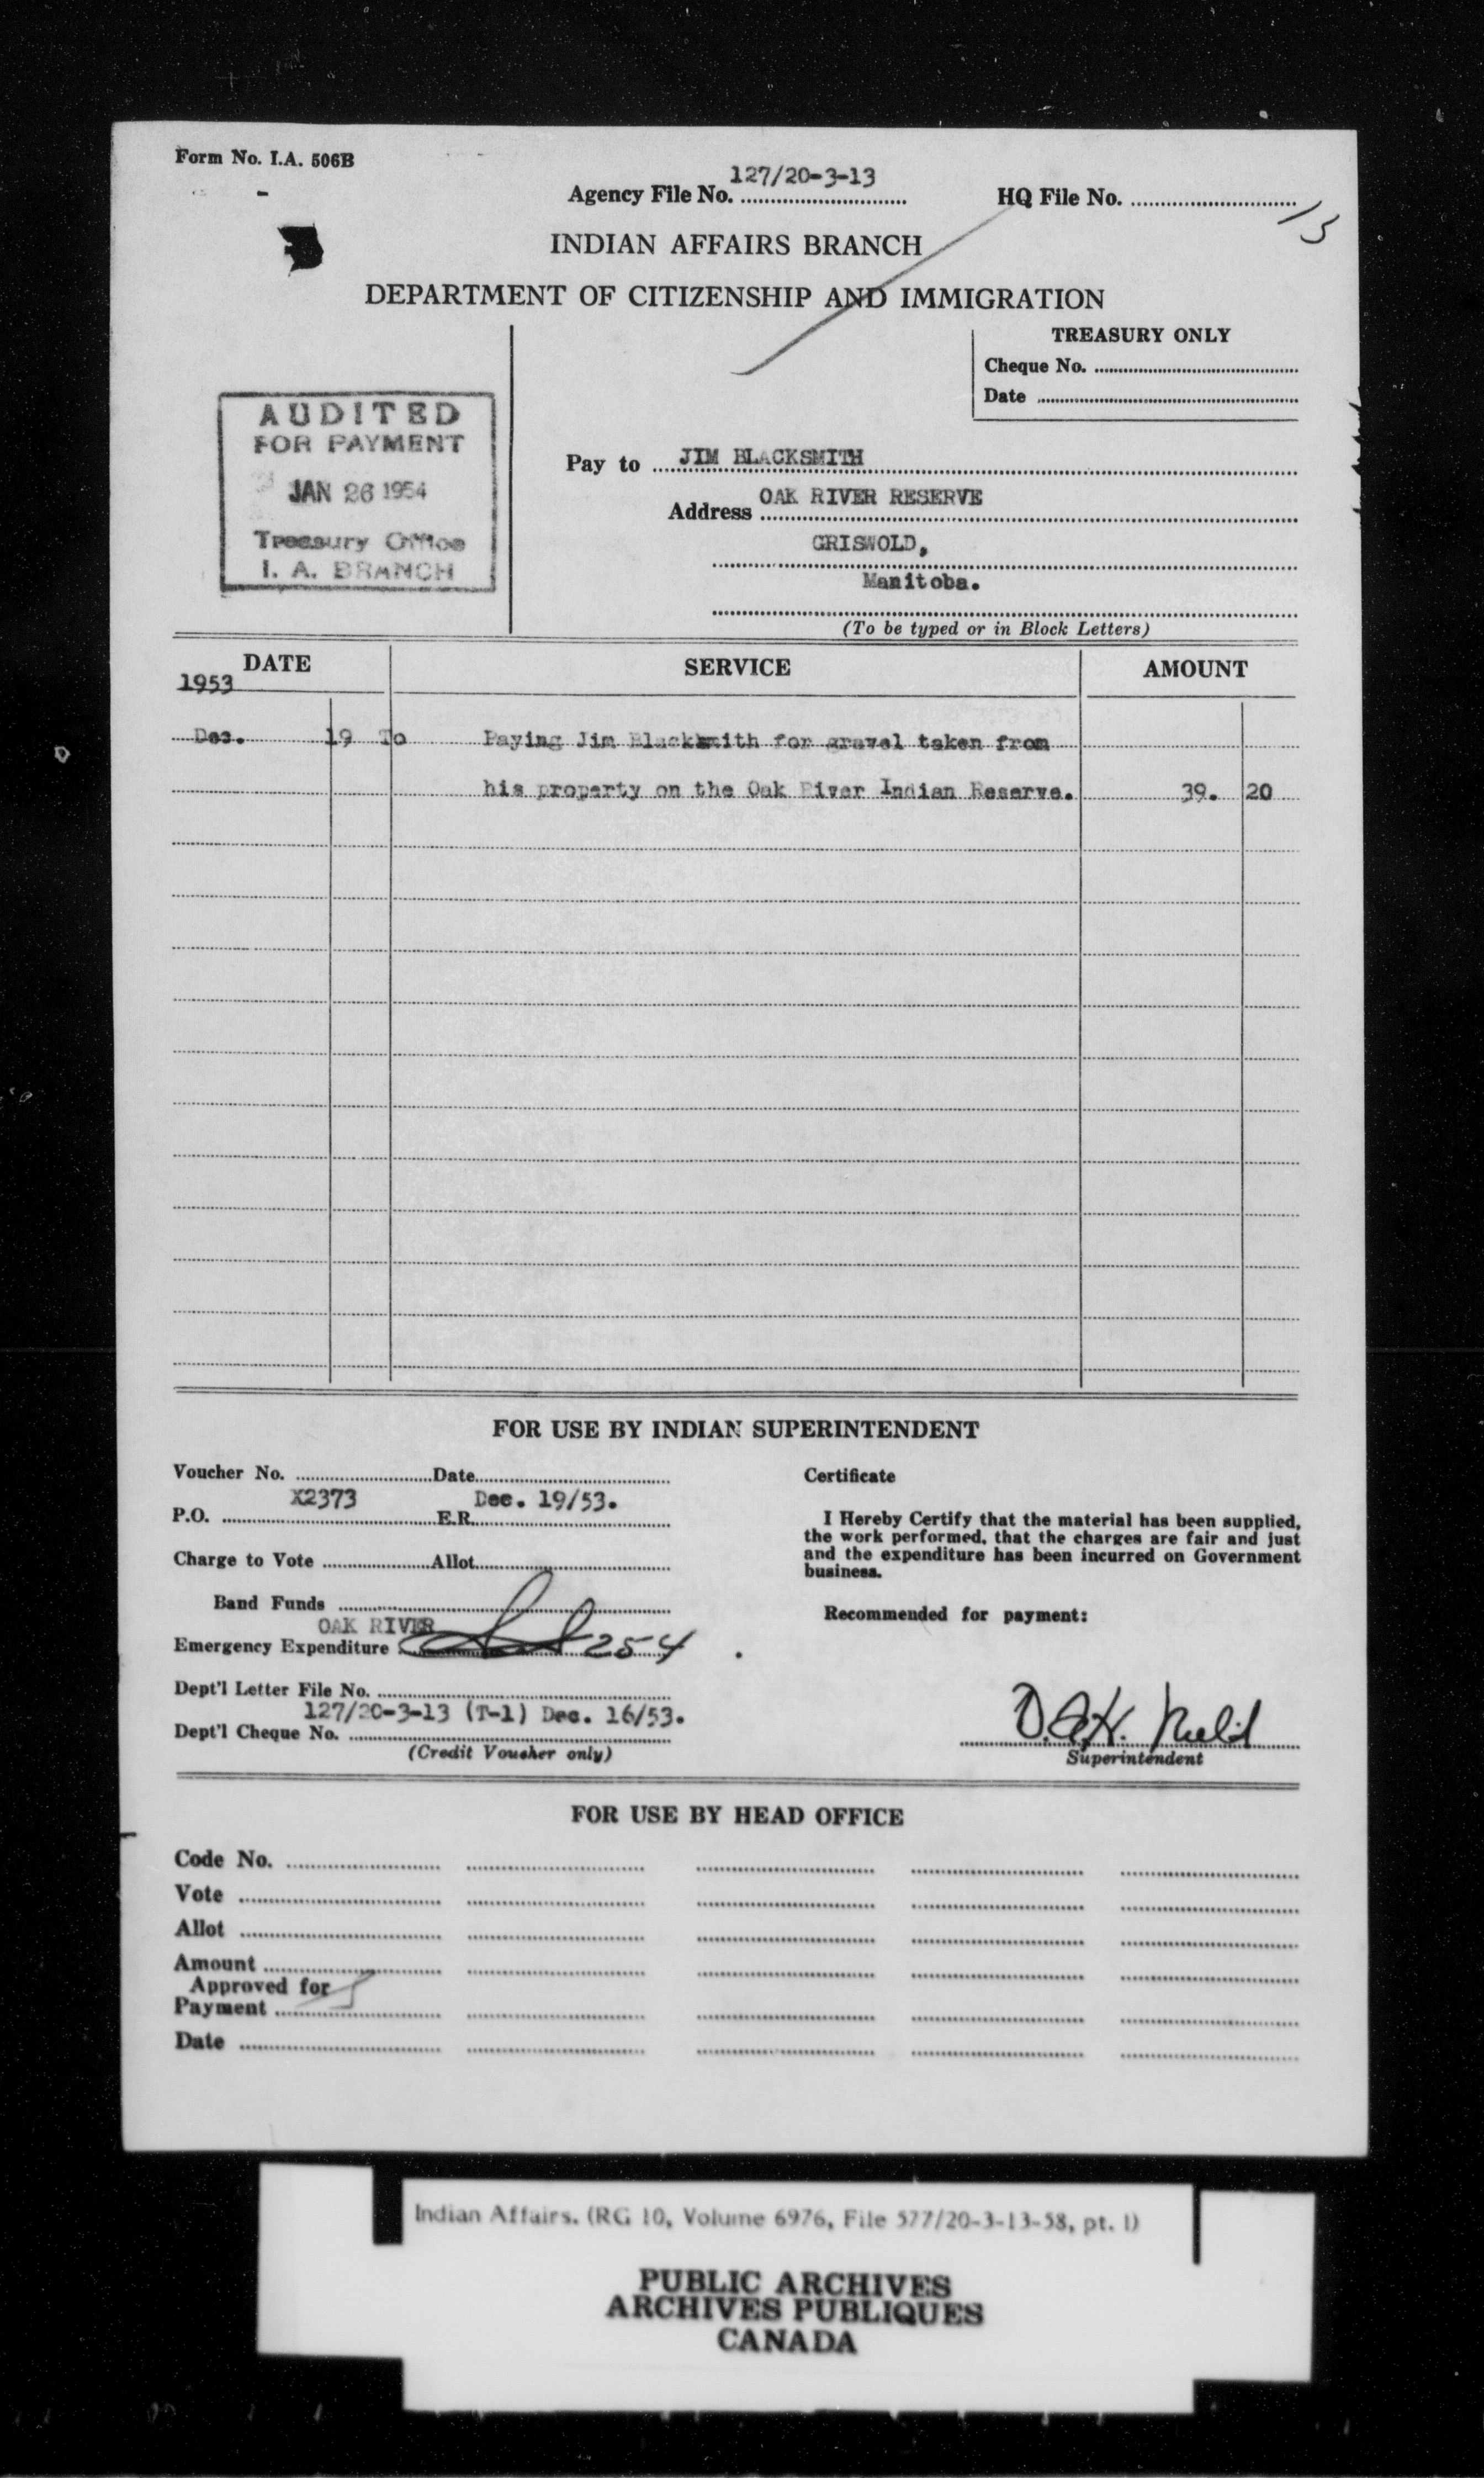 Form No. I.A. 506B
127/20-3-13
Agency File No.
HQ File No.
13
INDIAN AFFAIRS BRANCH
DEPARTMENT OF CITIZENSHIP AND IMMIGRATION
TREASURY ONLY
Cheque No.
Date
AUDITED
FOR PAYMENT
JAN 26 1954
Treasury Office
I. A. BRANCH
Pay to JIM BLACKSMITH
Address OAK RIVER RESERVE
GRISWOLD,
Manitoba.
(To be typed or in Block Letters)
DATE SERVICE AMOUNT
1953
Dec. 19 To Paying Jim Blacksmith for gravel taken from
his property on the Oak River Indian Reserve. 39. 20
FOR USE BY INDIAN SUPERINTENDENT
Voucher No. Date
X2373 Dec. 19/53.
P.O. E.R.
Charge to Vote Allot.
Band Funds
OAK RIVER
Emergency Expenditure 254
Dept'l Letter File No.
127/20-3-13 (T-1) Dec. 16/53.
Dept'l Cheque No.
(Credit Voucher only)
Certificate
I Hereby Certify that the material has been supplied,
the work performed, that the charges are fair and just
and the expenditure has been incurred on Government
business.
Recommended for payment:
Superintendent
FOR USE BY HEAD OFFICE
Code No.
Vote
Allot
Amount
Approved for
Payment
Date
Indian Affairs. (RG 10, Volume 6976, File 577/20-3-13-58, pt. 1)
PUBLIC ARCHIVES
ARCHIVES PUBLIQUES
CANADA